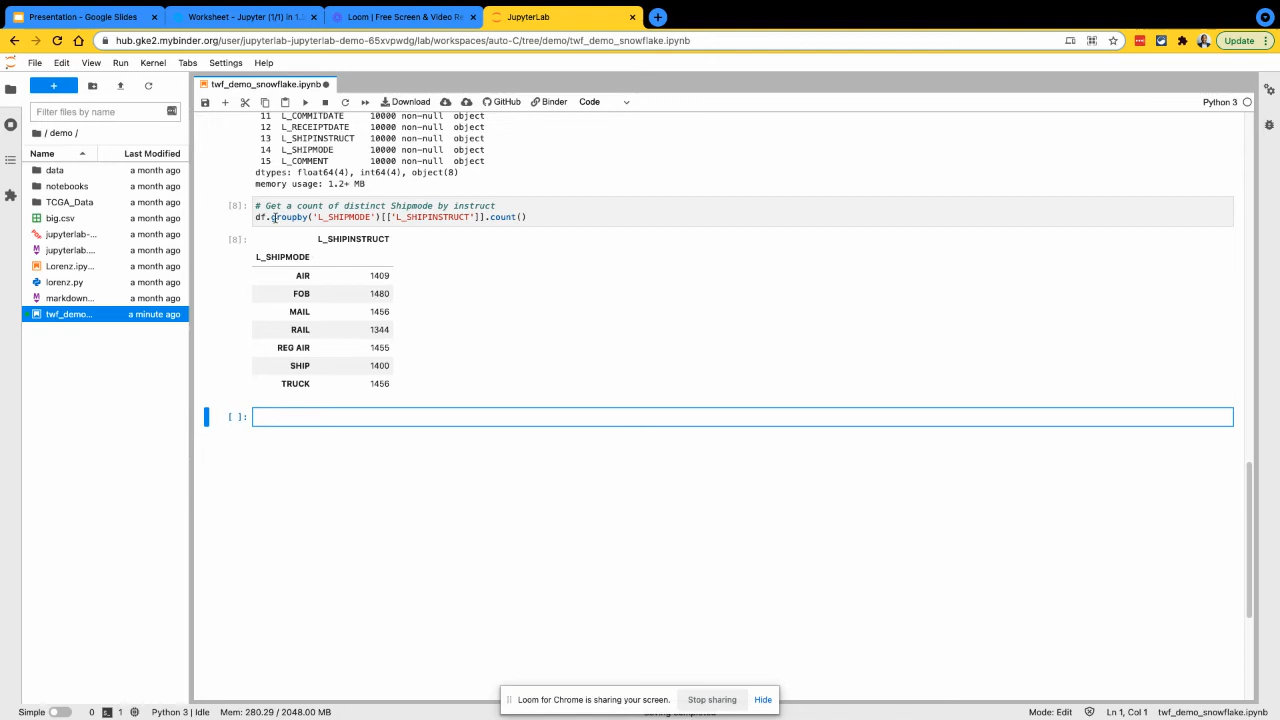 Presentation - Google Slides
Worksheet - Jupyter (1/1) in 1.
Loom | Free Screen & Video Re
JupyterLab
hub.gke2.mybinder.org/user/jupyterlab-jupyterlab-demo-65xvpwdg/lab/workspaces/auto-C/tree/demo/twf_demo_snowflake.ipynb
Update
File Edit View Run Kernel Tabs Settings Help
twf_demo_snowflake.ipynb
Download GitHub Binder Code Python 3
Filter files by name
/ demo /
Name Last Modified
data a month ago
notebooks a month ago
TCGA_Data a month ago
big.csv a month ago
jupyterlab-... a month ago
jupyterlab.... a month ago
Lorenz.ipy... a month ago
lorenz.py a month ago
markdown... a month ago
twf_demo... a minute ago
11 L_COMMITDATE 10000 non-null object
12 L_RECEIPTDATE 10000 non-null object
13 L_SHIPINSTRUCT 10000 non-null object
14 L_SHIPMODE 10000 non-null object
15 L_COMMENT 10000 non-null object
dtypes: float64(4), int64(4), object(8)
memory usage: 1.2+ MB
[8]: # Get a count of distinct Shipmode by instruct
df.groupby('L_SHIPMODE')[['L_SHIPINSTRUCT']].count()
[8]: L_SHIPINSTRUCT
L_SHIPMODE
AIR 1409
FOB 1480
MAIL 1456
RAIL 1344
REG AIR 1455
SHIP 1400
TRUCK 1456
[ ]:
Loom for Chrome is sharing your screen. Stop sharing Hide
Simple 0 1 Python 3 | Idle Mem: 280.29 / 2048.00 MB Mode: Edit Ln 1, Col 1 twf_demo_snowflake.ipynb